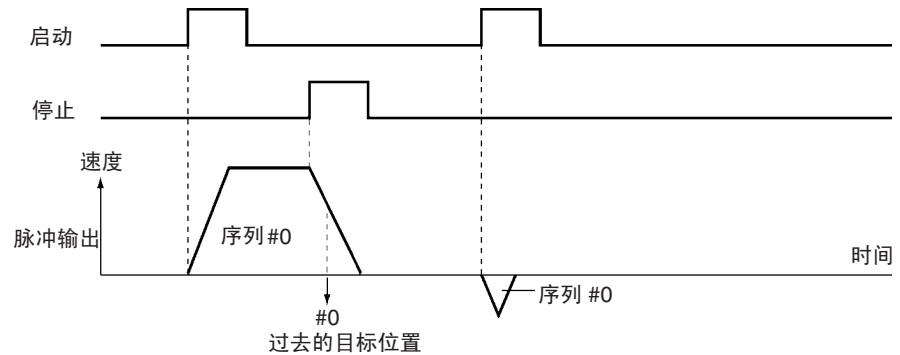 启动
停止
速度
脉冲输出
序列#0
时间
序列 #0
#0
过去的目标位置